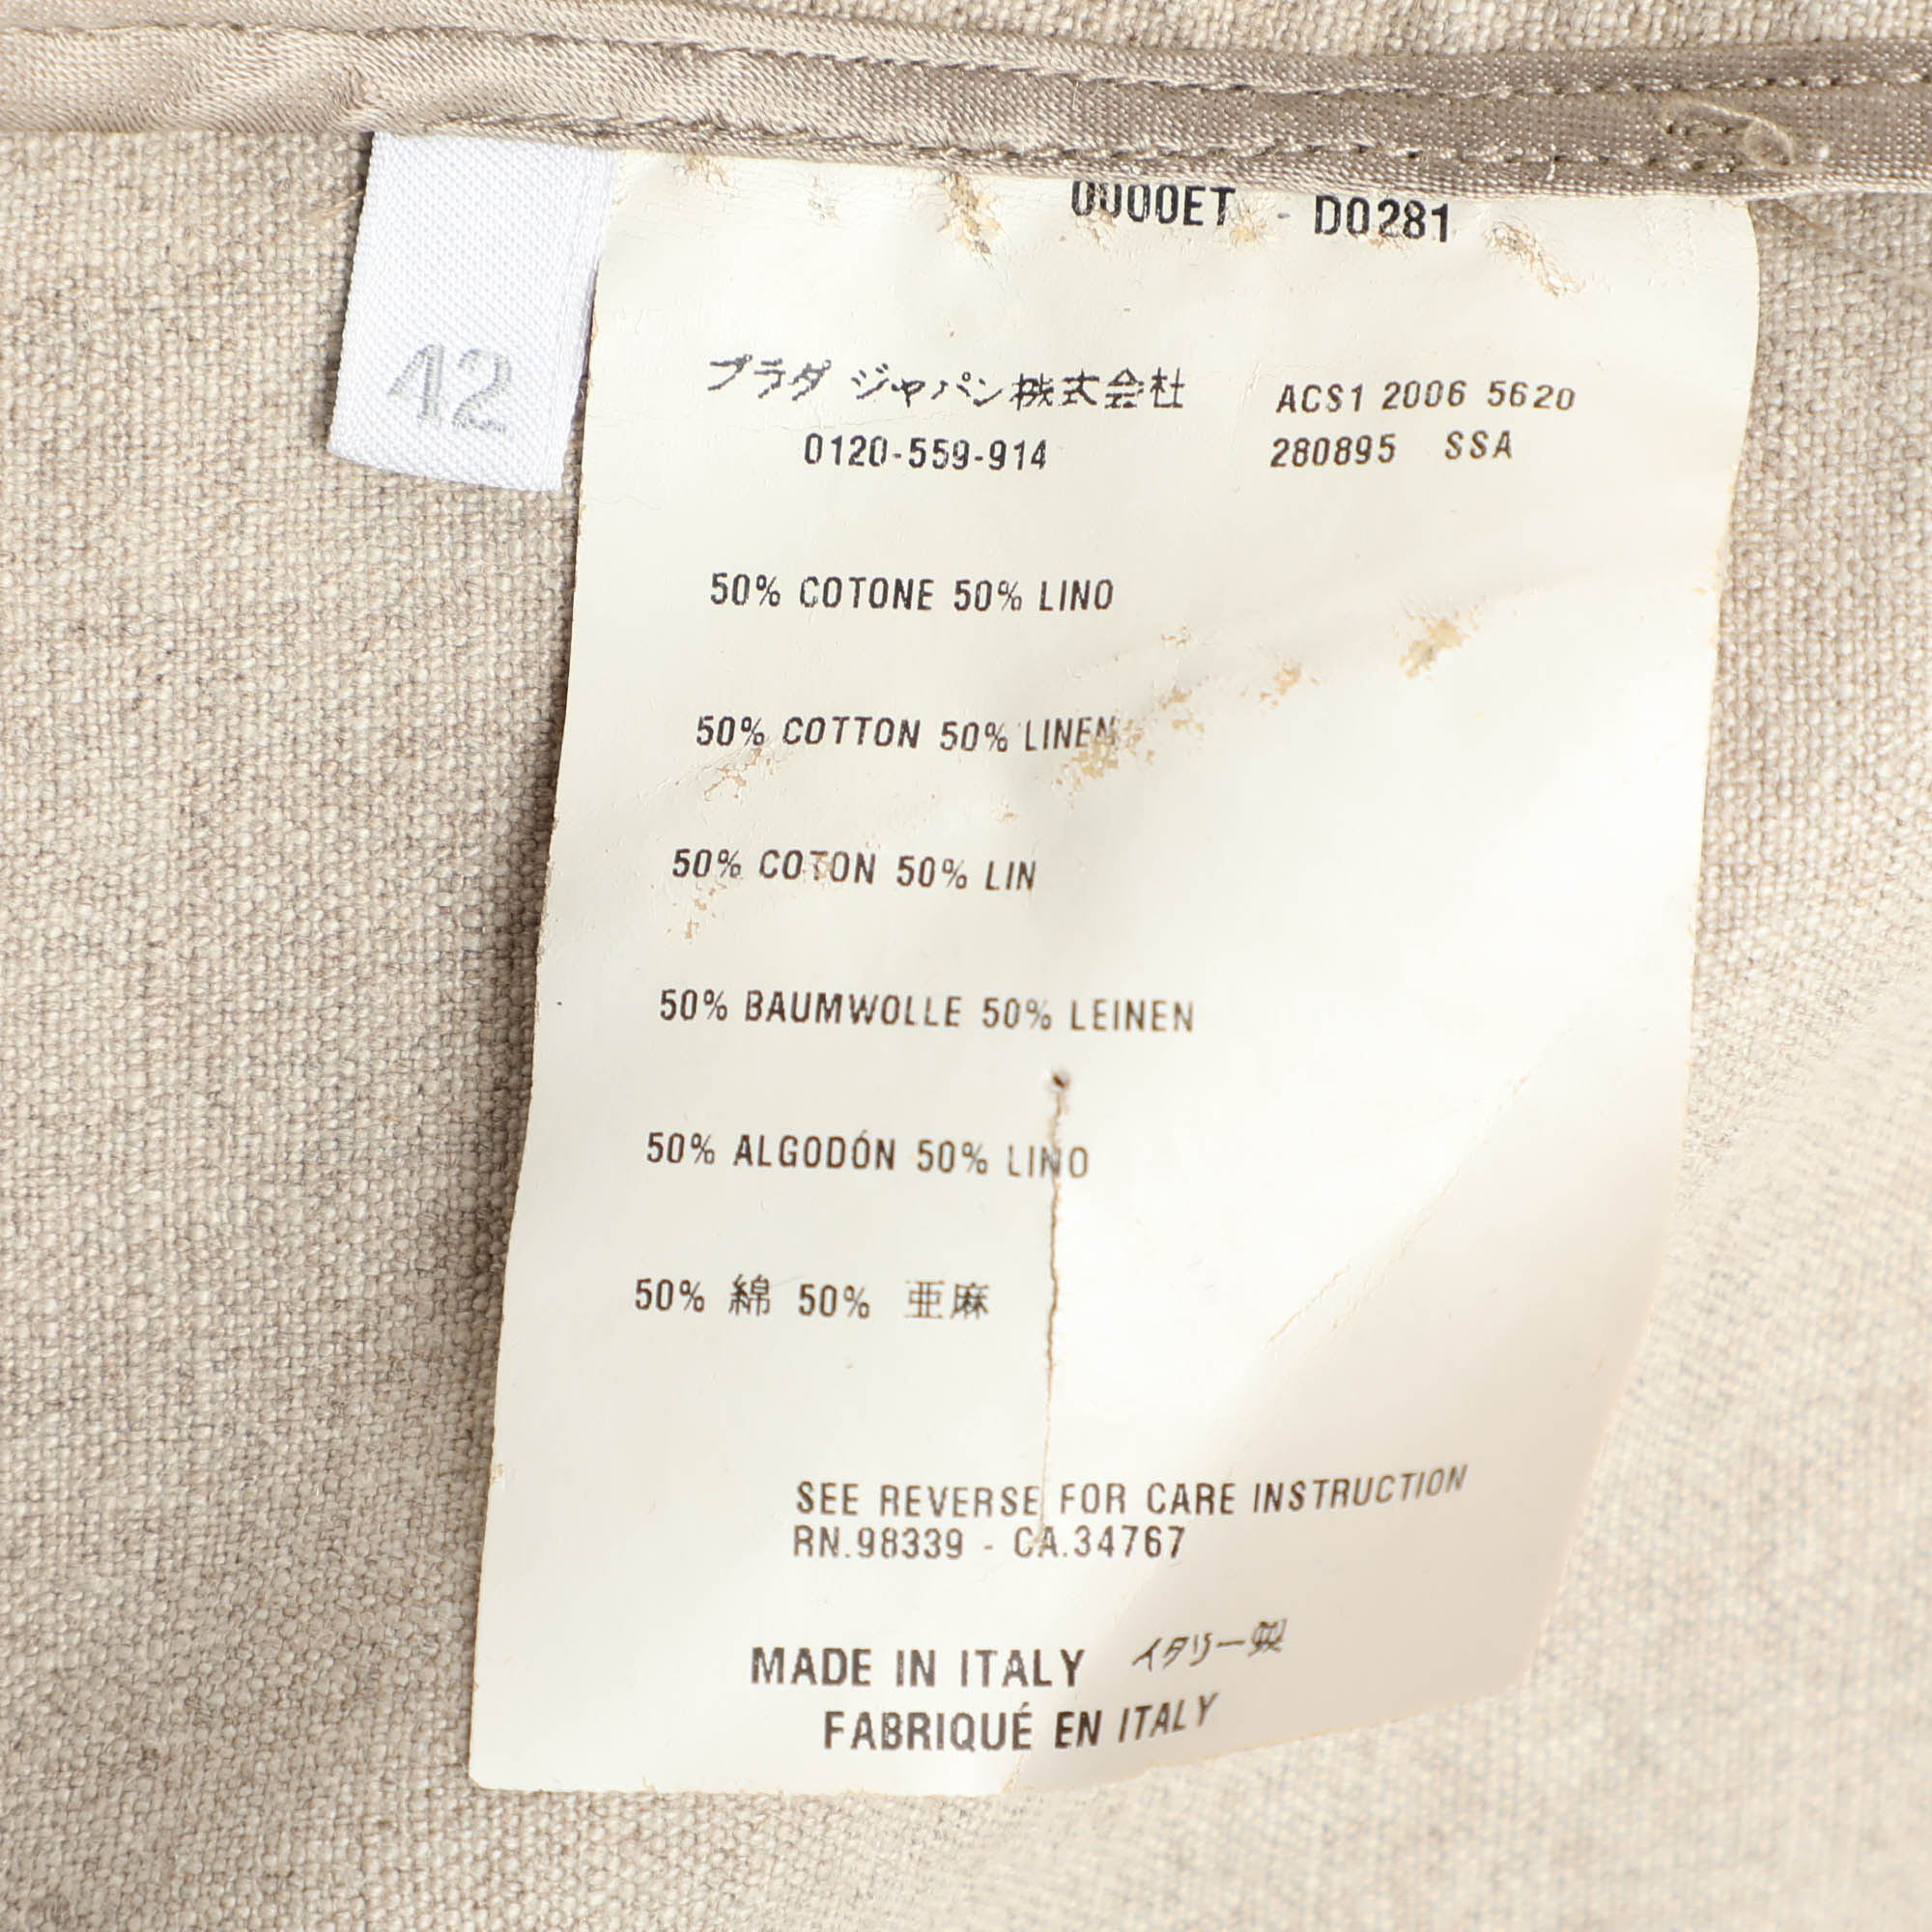 42
0000ET - D0281
プラダ ジャパン株式会社 ACS1 2006 5620
0120-559-914 280895 SSA
50% COTONE 50% LINO
50% COTTON 50% LINEN
50% COTON 50% LIN
50% BAUMWOLLE 50% LEINEN
50% ALGODÓN 50% LINO
50% 綿 50% 亜麻
SEE REVERSE FOR CARE INSTRUCTION
RN.98339 - CA.34767
MADE IN ITALY イタリー製
FABRIQUÉ EN ITALY